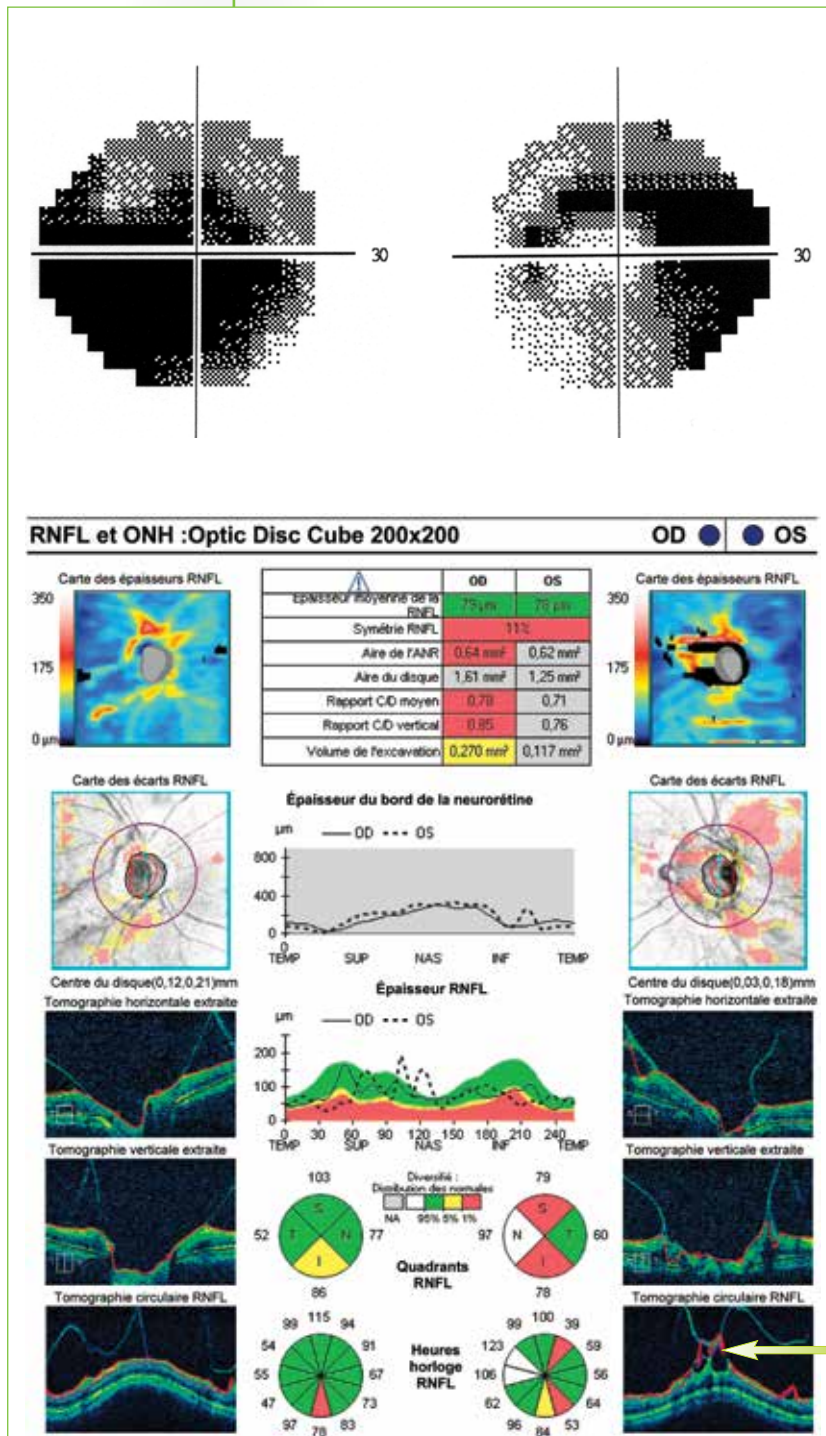 30
30
RNFL et ONH :Optic Disc Cube 200x200
OD
OS
Carte des épaisseurs RNFL
350
175
0 µm
OD
OS
Épaisseur moyenne de la RNFL
79 µm
76 µm
Symétrie RNFL
11%
Aire de l'ANR
0,64 mm²
0,62 mm²
Aire du disque
1,61 mm²
1,25 mm²
Rapport C/D moyen
0,71
Rapport C/D vertical
0,85
0,76
Volume de l'excavation
0,270 mm³
0,117 mm³
Carte des épaisseurs RNFL
350
175
0 µm
Carte des écarts RNFL
Centre du disque(0,12,0,21)mm
Épaisseur du bord de la neurorétine
µm
OD
OS
800
400
0
0
TEMP
SUP
NAS
INF
TEMP
Carte des écarts RNFL
Centre du disque(0,03,0,18)mm
Tomographie horizontale extraite
Épaisseur RNFL
µm
OD
OS
200
100
0
0
30
60
90
120
150
180
210
240
TEMP
SUP
NAS
INF
TEMP
Tomographie horizontale extraite
Tomographie verticale extraite
103
S
52
T
N
77
I
86
Diversifié :
Distribution des normales
NA
95%
5%
1%
79
S
97
N
T
60
I
78
Quadrants
RNFL
Tomographie verticale extraite
Tomographie circulaire RNFL
115
99
94
54
91
55
67
47
73
97
83
78
Heures
horloge
RNFL
100
99
39
123
59
106
56
62
64
96
53
84
Tomographie circulaire RNFL